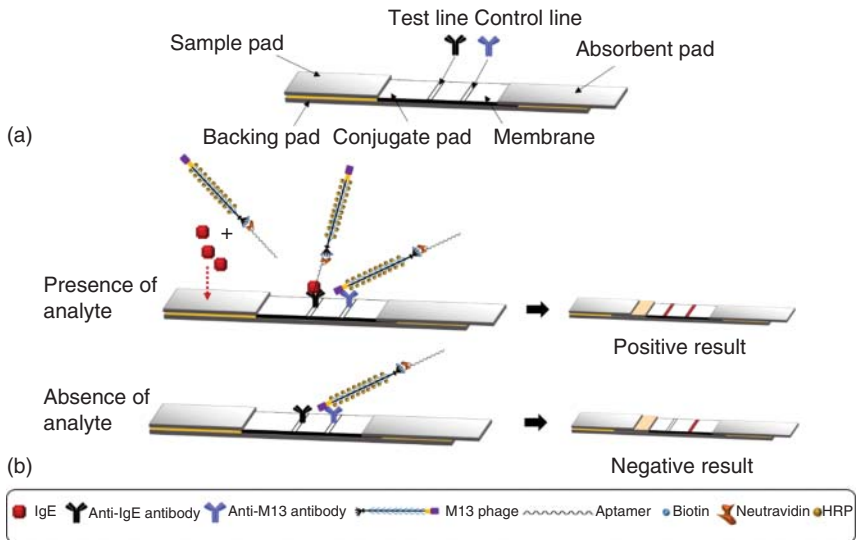 Test line Control line
Sample pad
Absorbent pad
Backing pad Conjugate pad Membrane
(a)
+
Presence of
analyte
Positive result
Absence of
analyte
Negative result
(b)
IgE Anti-IgE antibody Anti-M13 antibody M13 phage Aptamer Biotin Neutravidin HRP